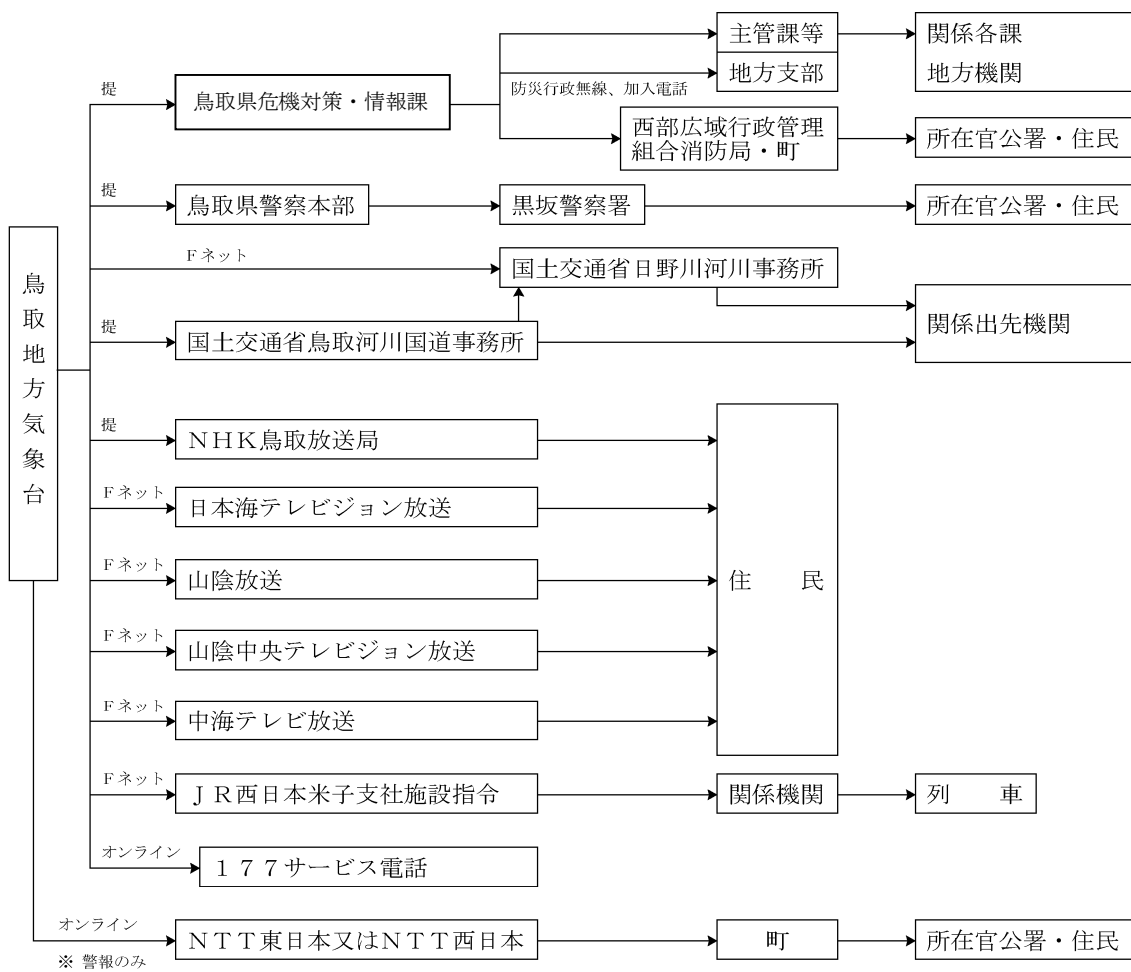 主管課等
関係各課
地方支部
地方機関
防災行政無線、加入電話
提
鳥取県危機対策・情報課
西部広域行政管理
組合消防局・町
所在官公署・住民
提
鳥取県警察本部
黒坂警察署
所在官公署・住民
鳥取地方気象台
Fネット
国土交通省日野川河川事務所
関係出先機関
提
国土交通省鳥取河川国道事務所
提
NHK鳥取放送局
Fネット
日本海テレビジョン放送
Fネット
山陰放送
住　民
Fネット
山陰中央テレビジョン放送
Fネット
中海テレビ放送
Fネット
JR西日本米子支社施設指令
関係機関
列　車
オンライン
177サービス電話
オンライン
NTT東日本又はNTT西日本
町
所在官公署・住民
※ 警報のみ